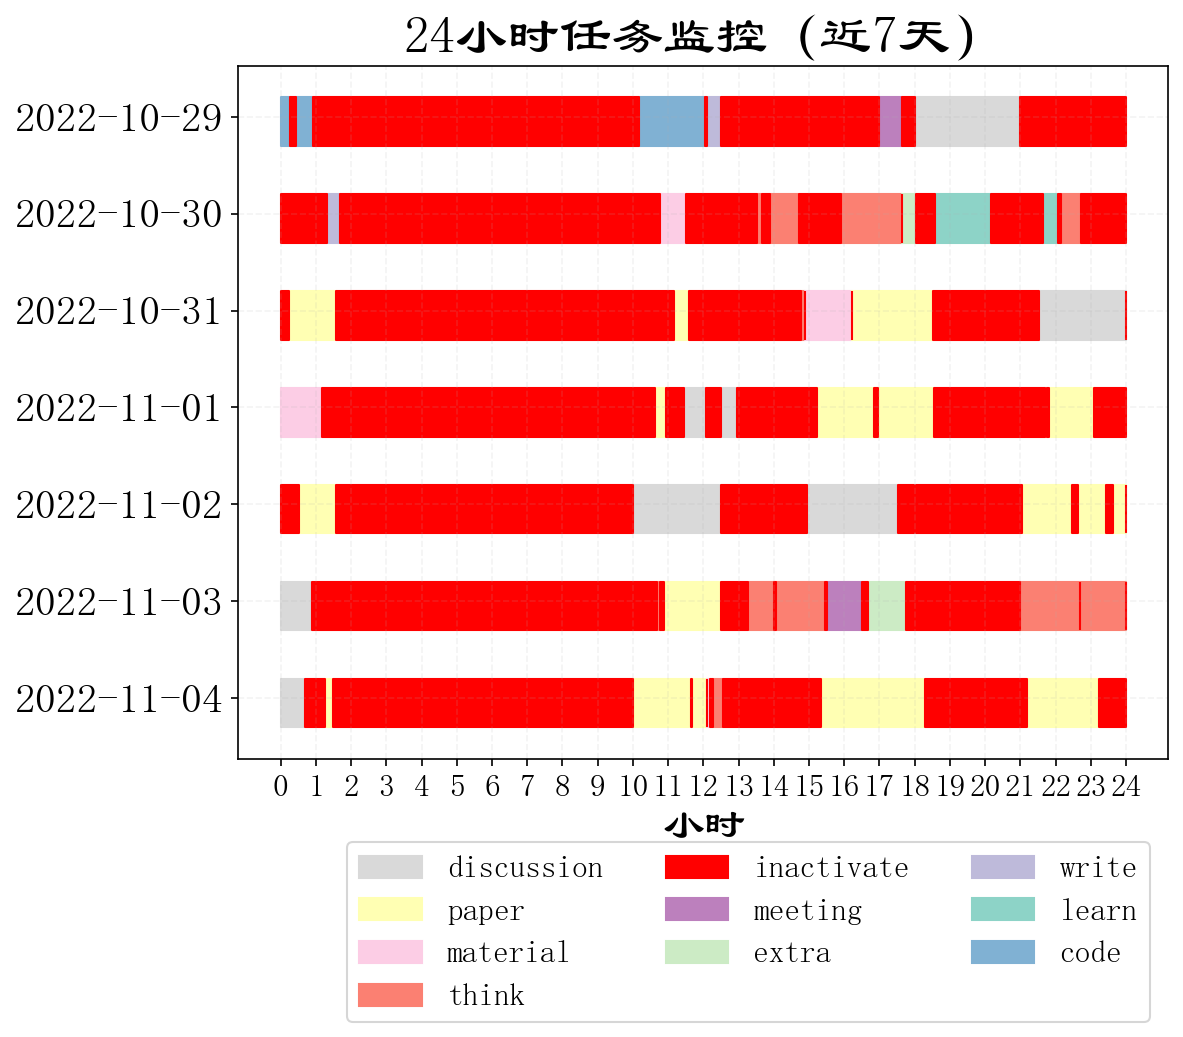 24小时任务监控 (近7天)
2022-10-29
2022-10-30
2022-10-31
2022-11-01
2022-11-02
2022-11-03
2022-11-04
0 1 2 3 4 5 6 7 8 9 10 11 12 13 14 15 16 17 18 19 20 21 22 23 24
小时
discussion inactivate write
paper meeting learn
material extra code
think